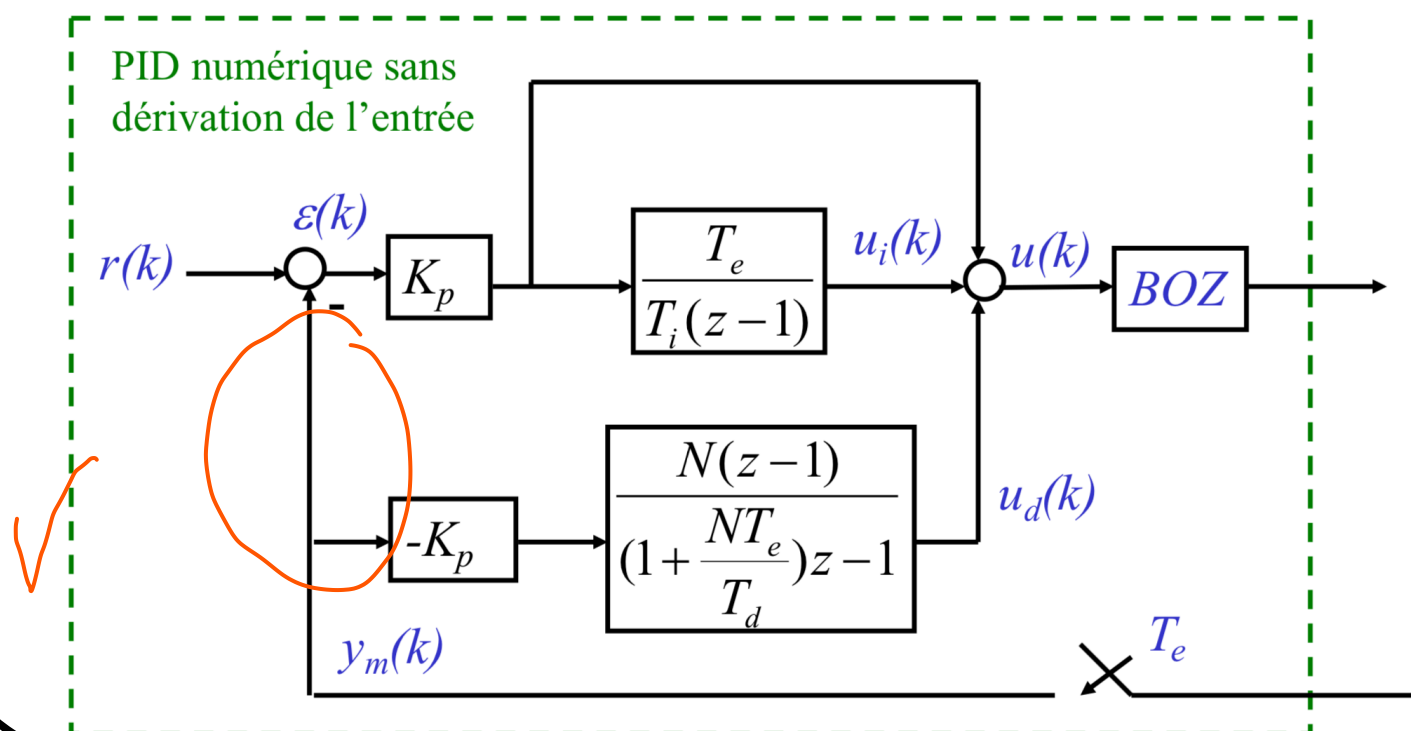 PID numérique sans
dérivation de l’entrée
ε(k)
r(k)
-
K_p
T_e
T_i(z−1)
u_i(k)
u(k)
BOZ
-K_p
N(z−1)
(1+ NT_e/T_d)z−1
u_d(k)
y_m(k)
T_e